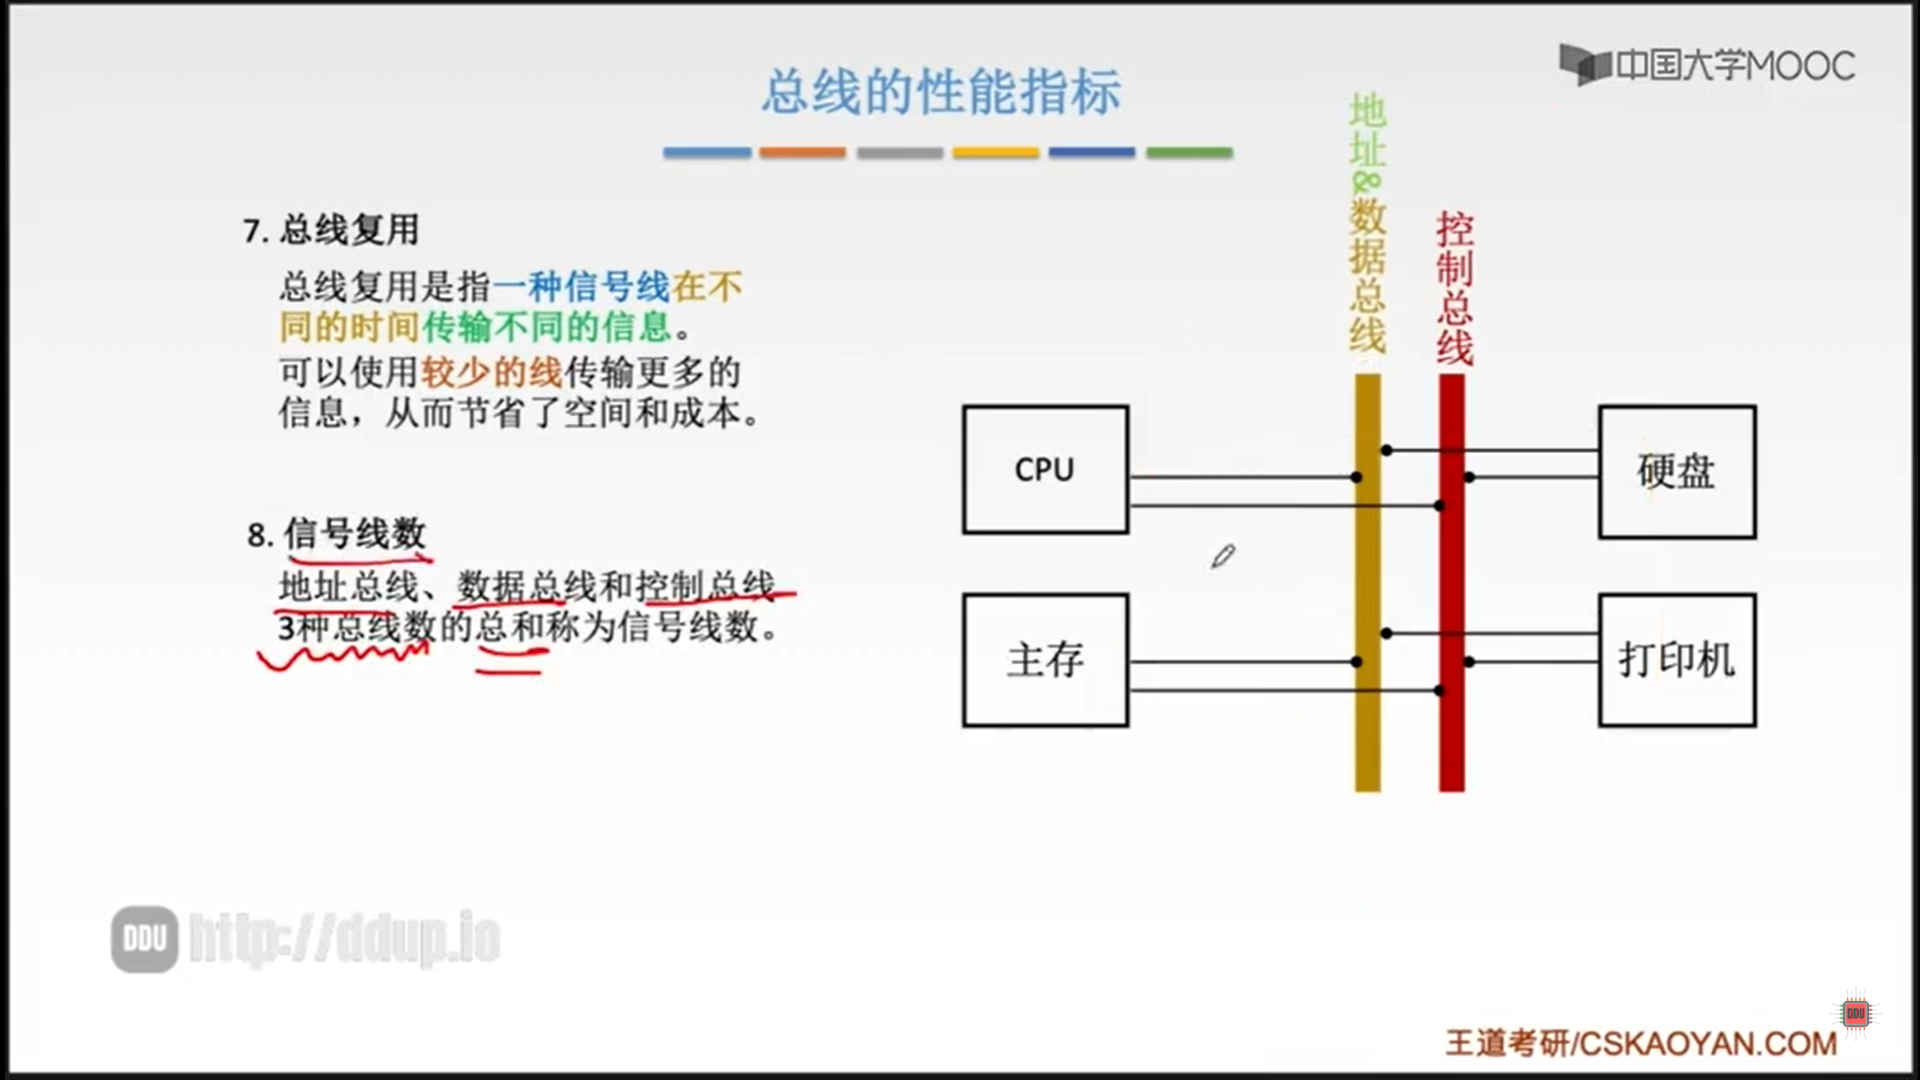 中国大学MOOC
总线的性能指标
7. 总线复用
总线复用是指一种信号线在不
同的时间传输不同的信息。
可以使用较少的线传输更多的
信息，从而节省了空间和成本。
8. 信号线数
地址总线、数据总线和控制总线
3种总线数的总和称为信号线数。
地址&数据总线
控制总线
CPU
硬盘
主存
打印机
DDU http://ddup.io
DDU
王道考研/CSKAOYAN.COM